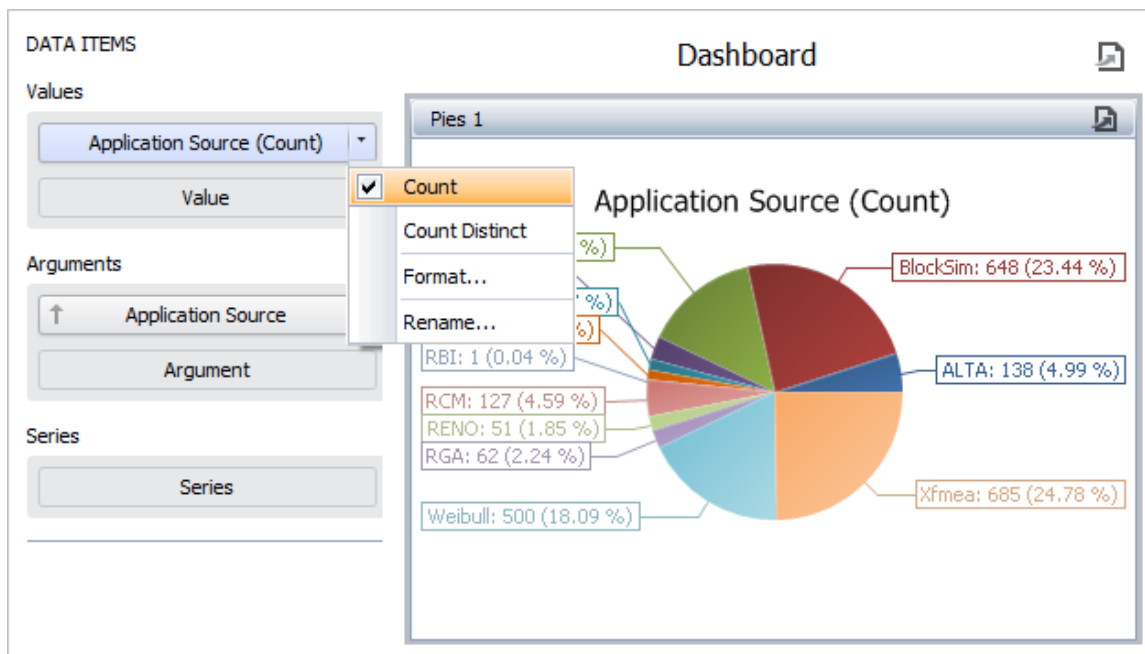 DATA ITEMS
Values
Application Source (Count)
Value
Arguments
Application Source
Argument
Series
Series
Count
Count Distinct
Format...
Rename...
Dashboard
Pies 1
Application Source (Count)
%)
BlockSim: 648 (23.44 %)
%)
%)
RBI: 1 (0.04 %)
ALTA: 138 (4.99 %)
RCM: 127 (4.59 %)
RENO: 51 (1.85 %)
RGA: 62 (2.24 %)
Xfmea: 685 (24.78 %)
Weibull: 500 (18.09 %)